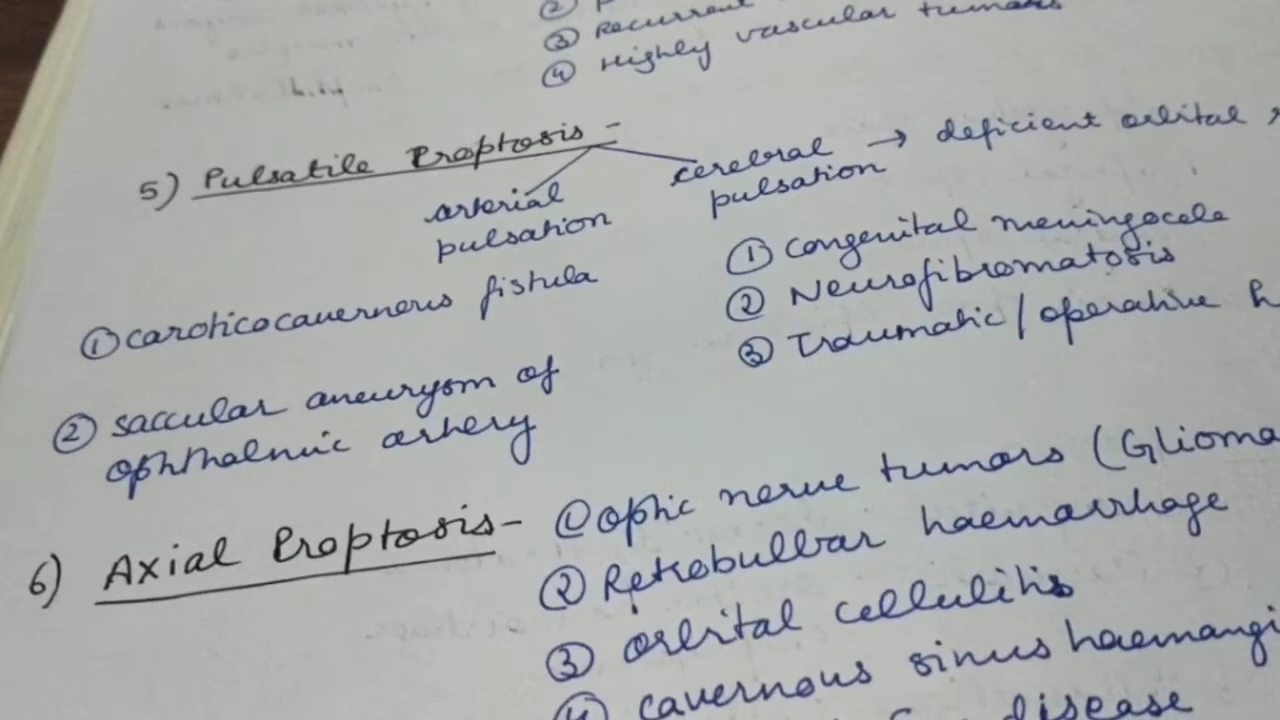 ③ Recurrent
④ Highly vascular tumors
5) Pulsatile Proptosis -
arterial pulsation
cerebral pulsation → deficient orbital
① caroticocavernous fistula
② saccular aneurysm of
ophthalmic artery
① Congenital meningocele
② Neurofibromatosis
③ Traumatic / operative
6) Axial Proptosis - ① optic nerve tumors (Glioma
② Retrobulbar haemorrhage
③ orbital cellulitis
④ cavernous sinus haemangi
disease